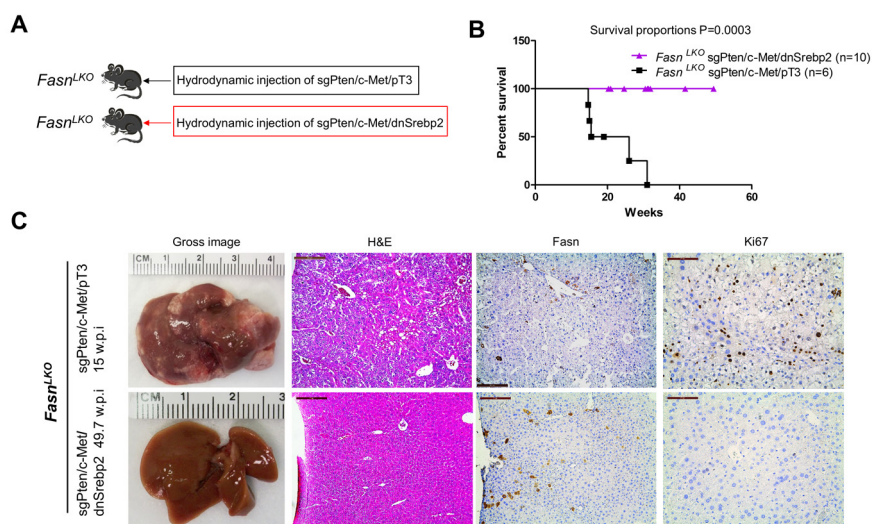 A
Fasn^LKO
Hydrodynamic injection of sgPten/c-Met/pT3
Fasn^LKO
Hydrodynamic injection of sgPten/c-Met/dnSrebp2
B
Survival proportions P=0.0003
Fasn ^LKO sgPten/c-Met/dnSrebp2 (n=10)
Fasn ^LKO sgPten/c-Met/pT3 (n=6)
Percent survival
150
100
50
0
0 20 40 60
Weeks
C
Gross image H&E Fasn Ki67
Fasn^LKO
sgPten/c-Met/pT3
15 w.p.i
CM 1 2 3 4
sgPten/c-Met/
dnSrebp2 49.7 w.p.i
CM 1 2 3